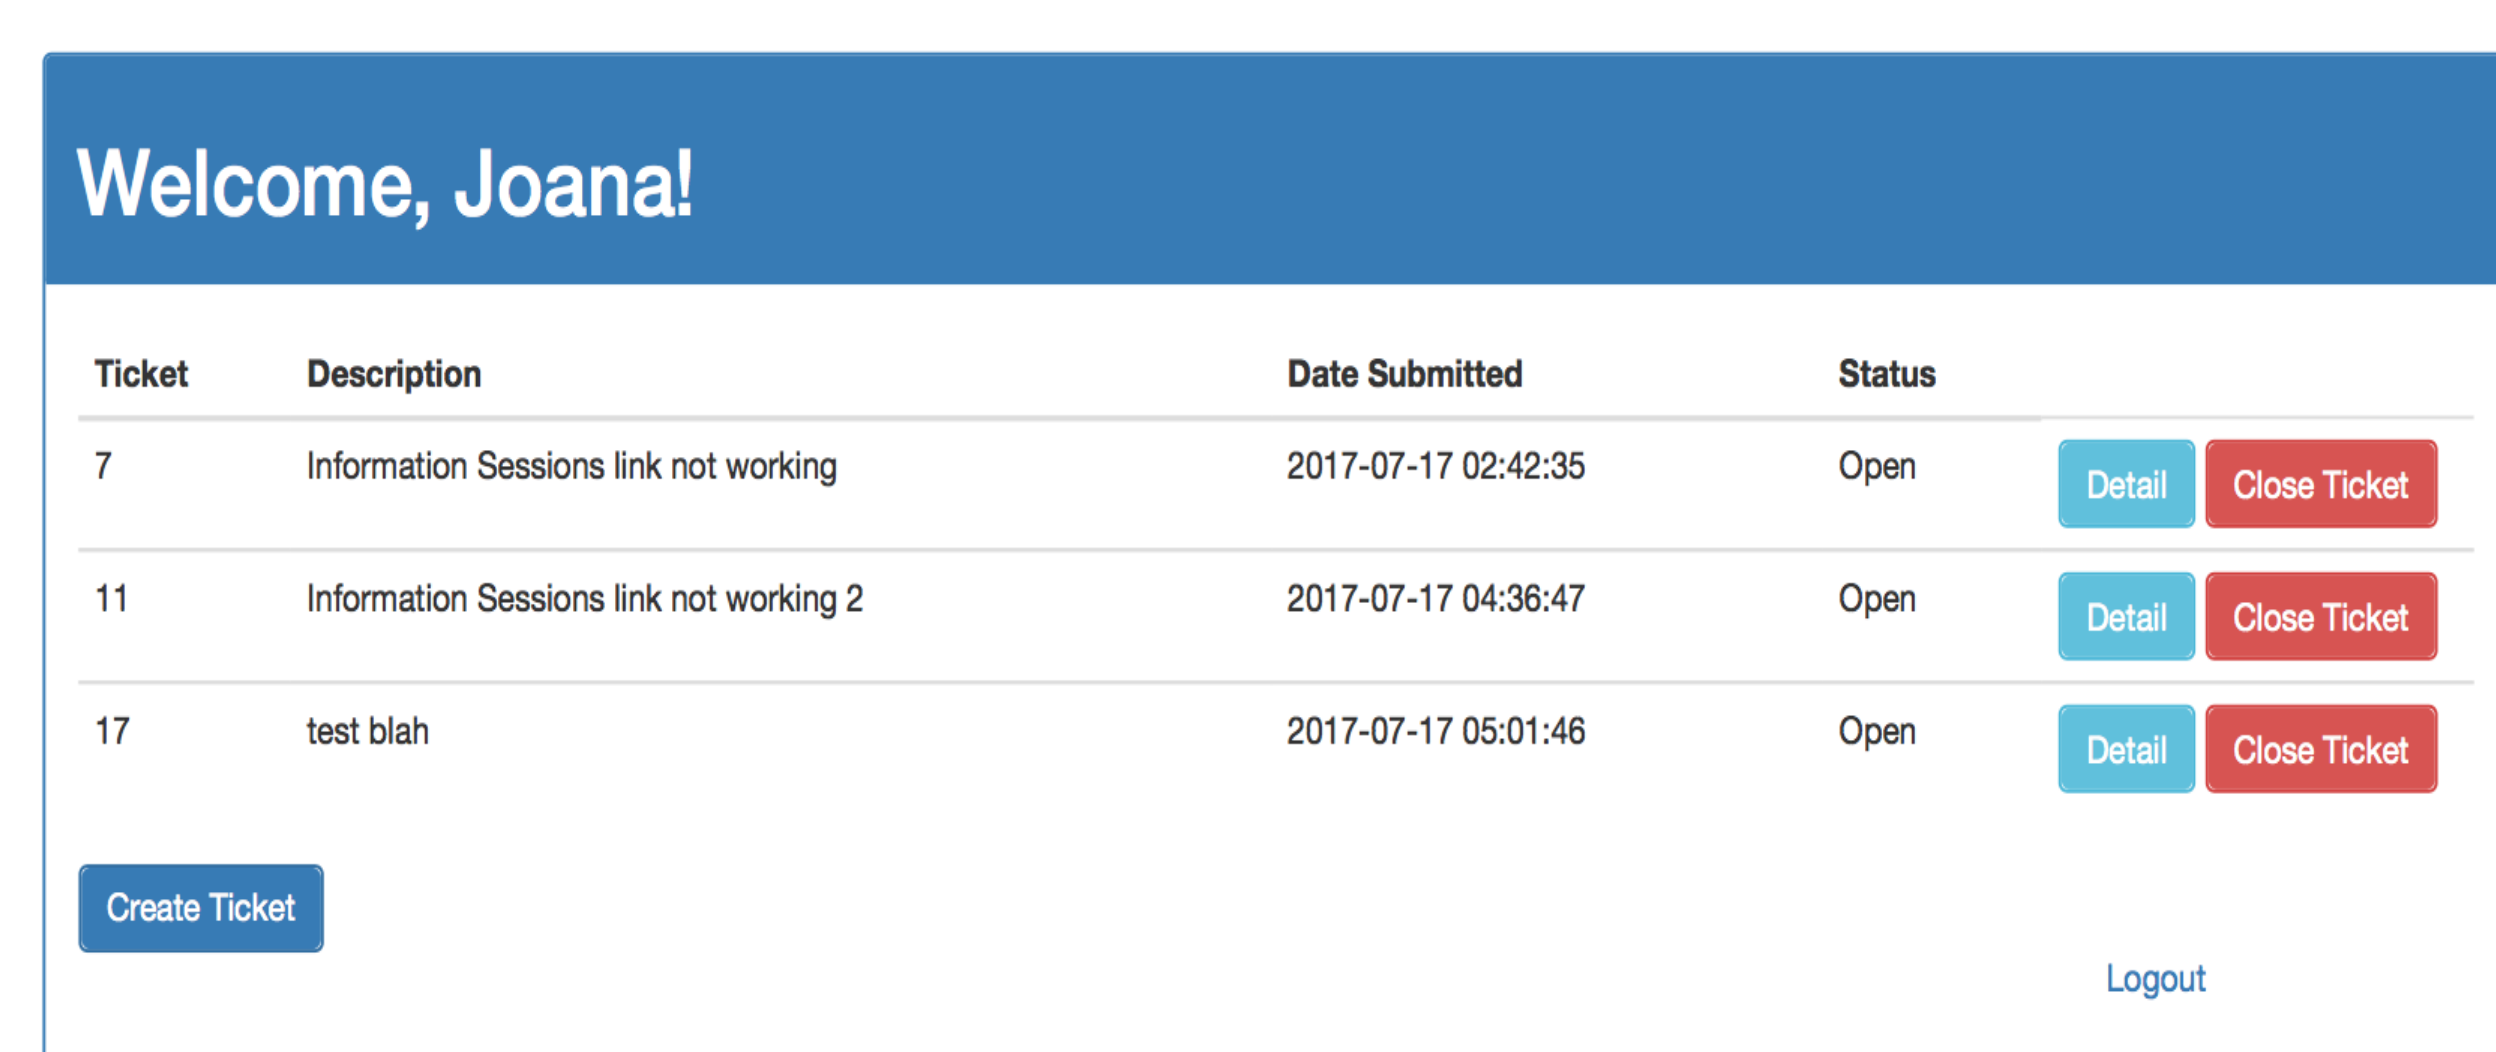 Welcome, Joana!
Ticket Description Date Submitted Status
7 Information Sessions link not working 2017-07-17 02:42:35 Open Detail Close Ticket
11 Information Sessions link not working 2 2017-07-17 04:36:47 Open Detail Close Ticket
17 test blah 2017-07-17 05:01:46 Open Detail Close Ticket
Create Ticket
Logout